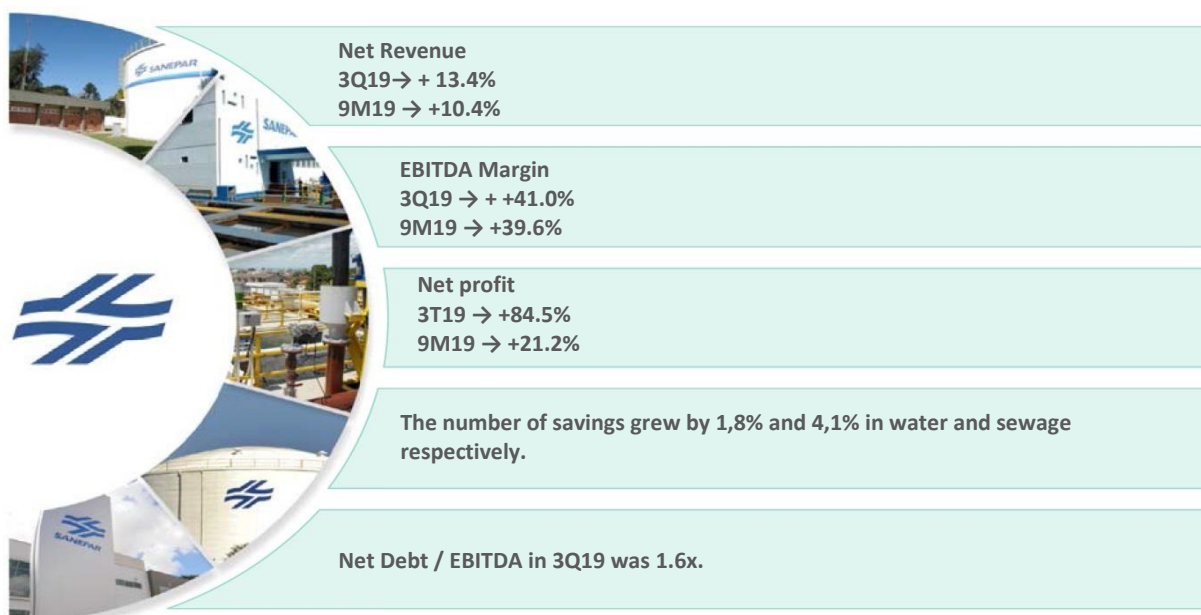 SANEPAR
Net Revenue
3Q19→ + 13.4%
9M19 → +10.4%
EBITDA Margin
3Q19 → + +41.0%
9M19 → +39.6%
Net profit
3T19 → +84.5%
9M19 → +21.2%
The number of savings grew by 1,8% and 4,1% in water and sewage
respectively.
SANEPAR
Net Debt / EBITDA in 3Q19 was 1.6x.